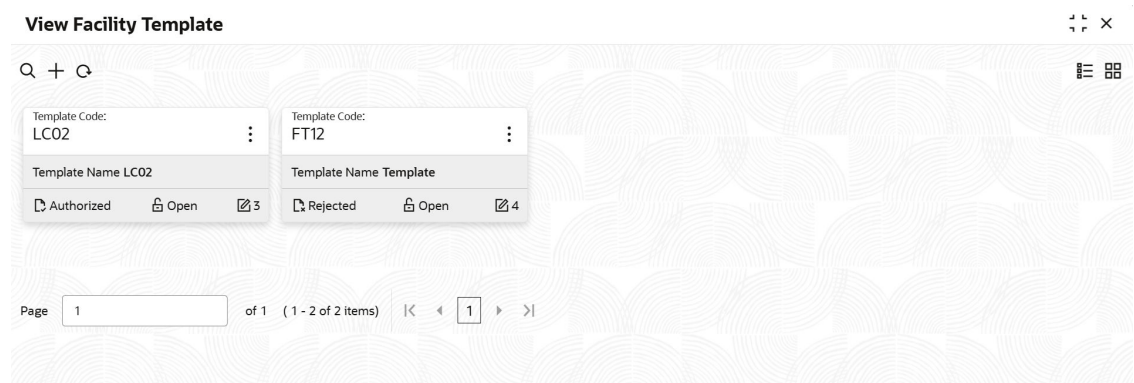 View Facility Template
Template Code:
LC02
Template Name LC02
Authorized Open 3
Template Code:
FT12
Template Name Template
Rejected Open 4
Page 1 of 1 ( 1 - 2 of 2 items) 1